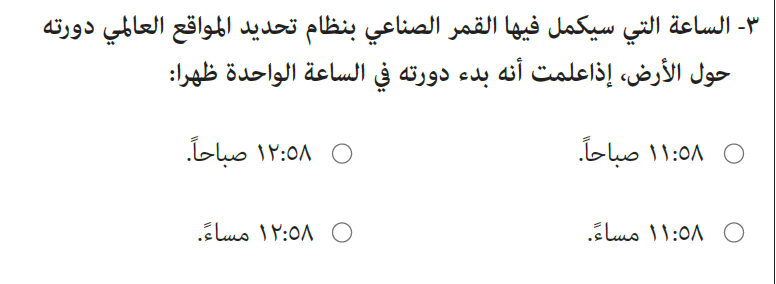 ٣- الساعة التي سيكمل فيها القمر الصناعي بنظام تحديد المواقع العالمي دورته
حول الأرض، إذاعلمت أنه بدء دورته في الساعة الواحدة ظهرا:
١١:٥٨ صباحاً.
١٢:٥٨ صباحاً.
١١:٥٨ مساءً.
١٢:٥٨ مساءً.